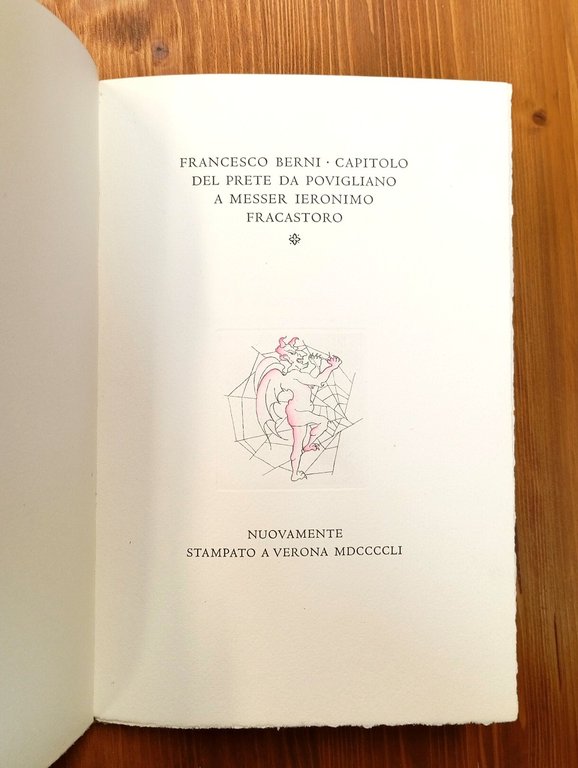 FRANCESCO BERNI · CAPITOLO
DEL PRETE DA POVIGLIANO
A MESSER IERONIMO
FRACASTORO
NUOVAMENTE
STAMPATO A VERONA MDCCCCLI